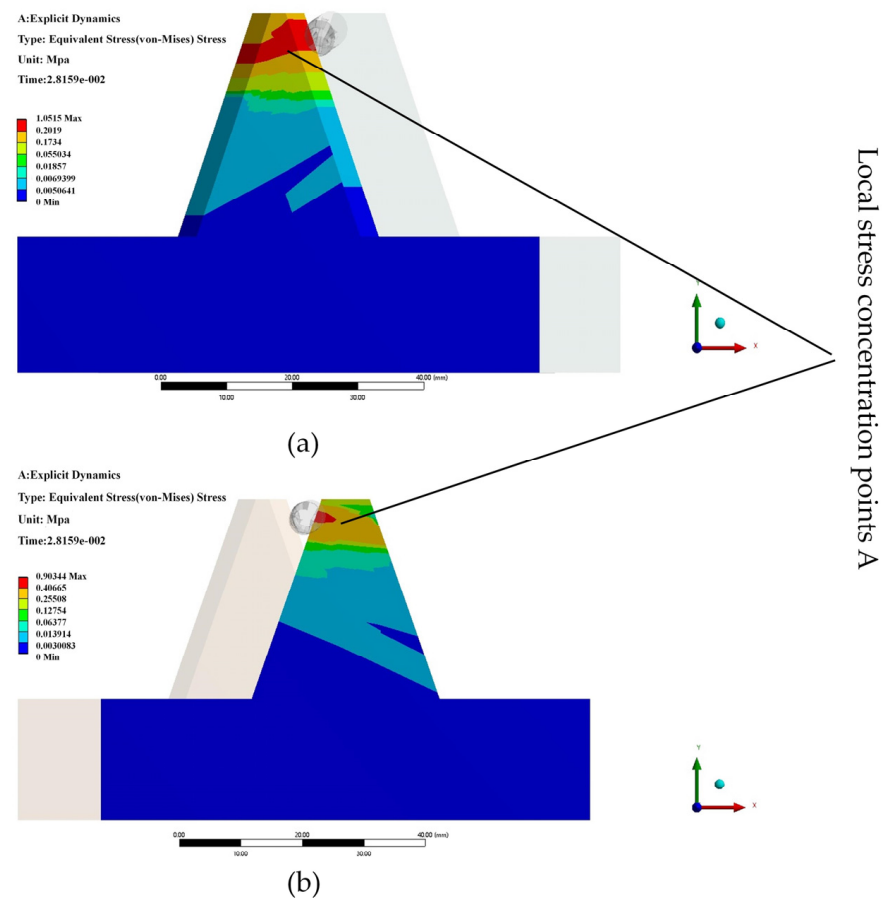 A:Explicit Dynamics
Type: Equivalent Stress(von-Mises) Stress
Unit: Mpa
Time:2.8159e-002
1.0515 Max
0.2019
0.1734
0.055034
0.01857
0.0069399
0.0050641
0 Min
Y
X
0.00 20.00 40.00 (mm)
10.00 30.00
(a)
Local stress concentration points A
A:Explicit Dynamics
Type: Equivalent Stress(von-Mises) Stress
Unit: Mpa
Time:2.8159e-002
0.90344 Max
0.40665
0.25508
0.12754
0.06377
0.013914
0.0030083
0 Min
Y
X
0.00 20.00 40.00 (mm)
10.00 30.00
(b)